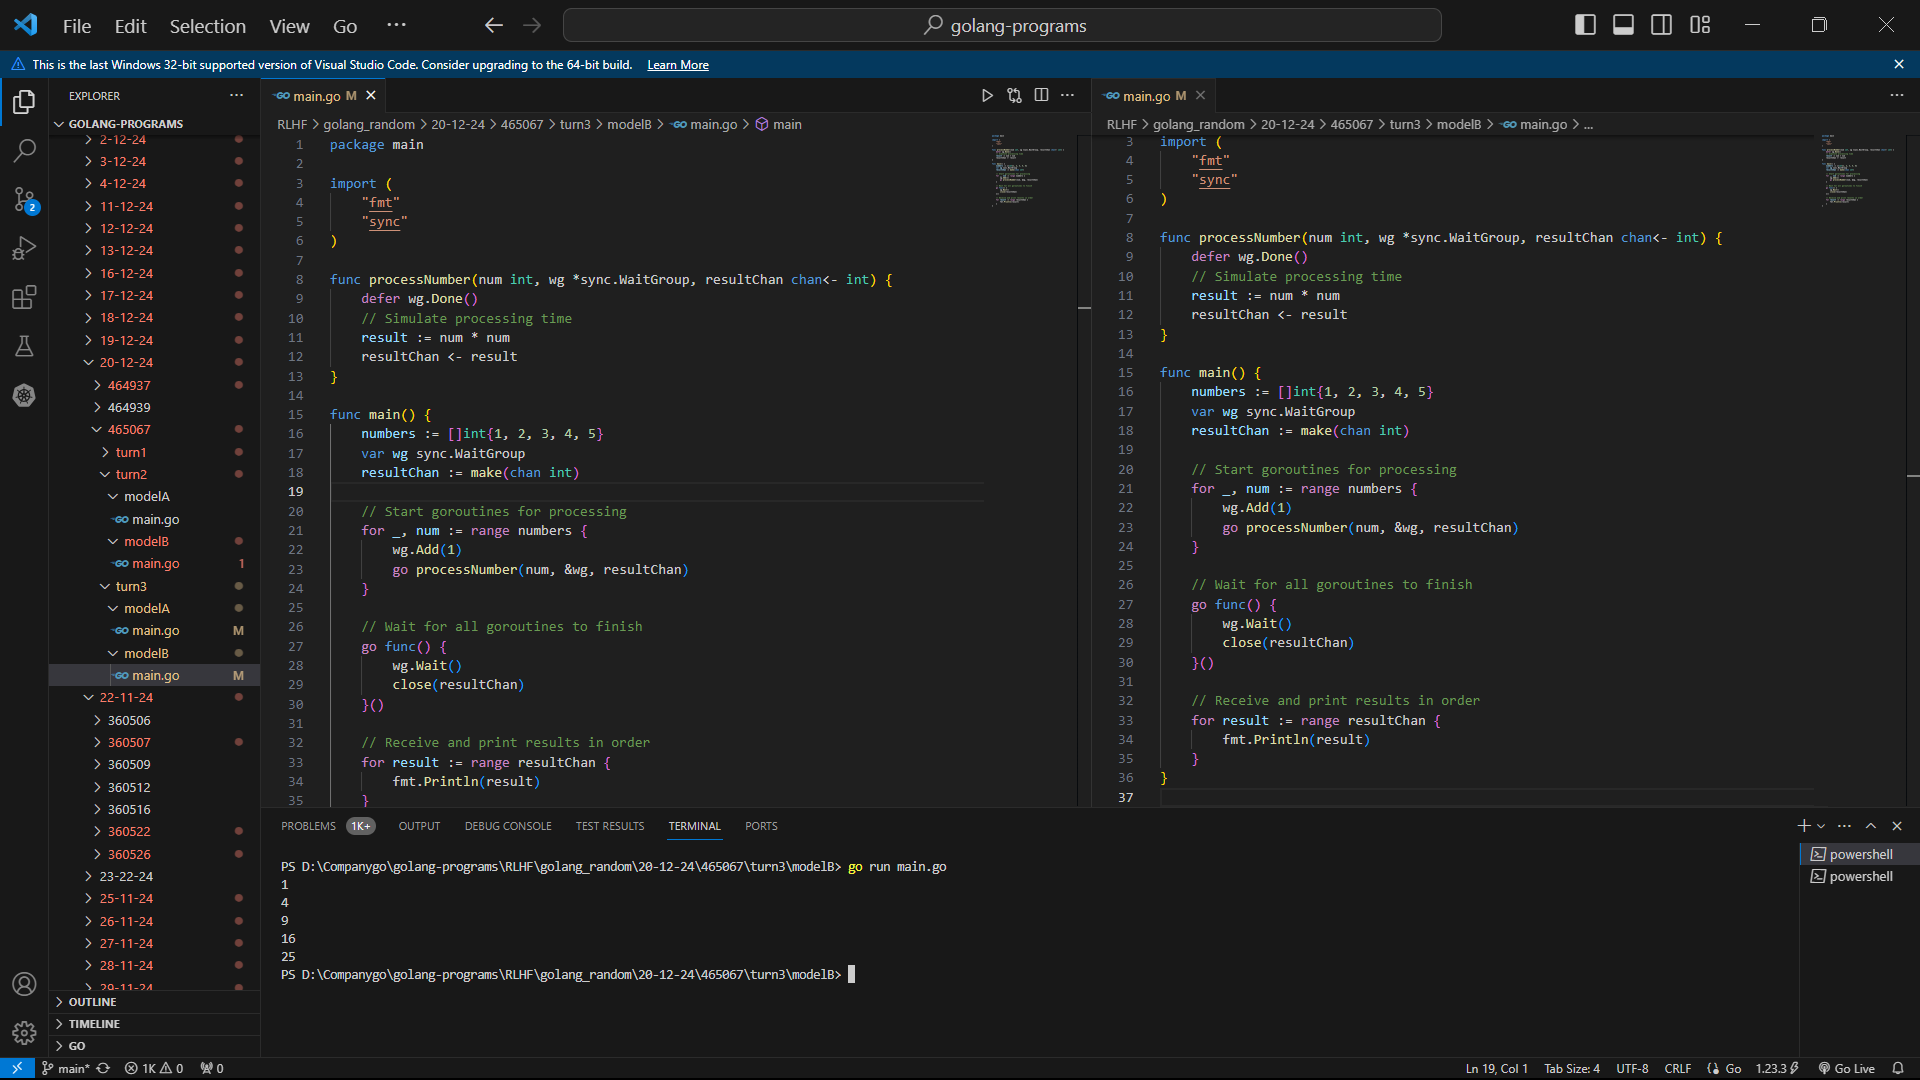 File Edit Selection View Go ··· golang-programs
This is the last Windows 32-bit supported version of Visual Studio Code. Consider upgrading to the 64-bit build. Learn More
EXPLORER ···
GOLANG-PROGRAMS
2-12-24
3-12-24
4-12-24
11-12-24
12-12-24
13-12-24
16-12-24
17-12-24
18-12-24
19-12-24
20-12-24
464937
464939
465067
turn1
turn2
modelA
main.go
modelB
main.go 1
turn3
modelA
main.go M
modelB
main.go M
22-11-24
360506
360507
360509
360512
360516
360522
360526
23-22-24
25-11-24
26-11-24
27-11-24
28-11-24
29-11-24
OUTLINE
TIMELINE
GO
2
main.go M
RLHF > golang_random > 20-12-24 > 465067 > turn3 > modelB > main.go > main
1 package main
2
3 import (
4 "fmt"
5 "sync"
6 )
7
8 func processNumber(num int, wg *sync.WaitGroup, resultChan chan<- int) {
9 defer wg.Done()
10 // Simulate processing time
11 result := num * num
12 resultChan <- result
13 }
14
15 func main() {
16 numbers := []int{1, 2, 3, 4, 5}
17 var wg sync.WaitGroup
18 resultChan := make(chan int)
19
20 // Start goroutines for processing
21 for _, num := range numbers {
22 wg.Add(1)
23 go processNumber(num, &wg, resultChan)
24 }
25
26 // Wait for all goroutines to finish
27 go func() {
28 wg.Wait()
29 close(resultChan)
30 }()
31
32 // Receive and print results in order
33 for result := range resultChan {
34 fmt.Println(result)
35 }
main.go M
RLHF > golang_random > 20-12-24 > 465067 > turn3 > modelB > main.go > ...
3 import (
4 "fmt"
5 "sync"
6 )
7
8 func processNumber(num int, wg *sync.WaitGroup, resultChan chan<- int) {
9 defer wg.Done()
10 // Simulate processing time
11 result := num * num
12 resultChan <- result
13 }
14
15 func main() {
16 numbers := []int{1, 2, 3, 4, 5}
17 var wg sync.WaitGroup
18 resultChan := make(chan int)
19
20 // Start goroutines for processing
21 for _, num := range numbers {
22 wg.Add(1)
23 go processNumber(num, &wg, resultChan)
24 }
25
26 // Wait for all goroutines to finish
27 go func() {
28 wg.Wait()
29 close(resultChan)
30 }()
31
32 // Receive and print results in order
33 for result := range resultChan {
34 fmt.Println(result)
35 }
36 }
37
PROBLEMS 1K+ OUTPUT DEBUG CONSOLE TEST RESULTS TERMINAL PORTS
PS D:\Companygo\golang-programs\RLHF\golang_random\20-12-24\465067\turn3\modelB> go run main.go
1
4
9
16
25
PS D:\Companygo\golang-programs\RLHF\golang_random\20-12-24\465067\turn3\modelB>
powershell
powershell
main* 1K 0 0 Ln 19, Col 1 Tab Size: 4 UTF-8 CRLF Go 1.23.3 Go Live